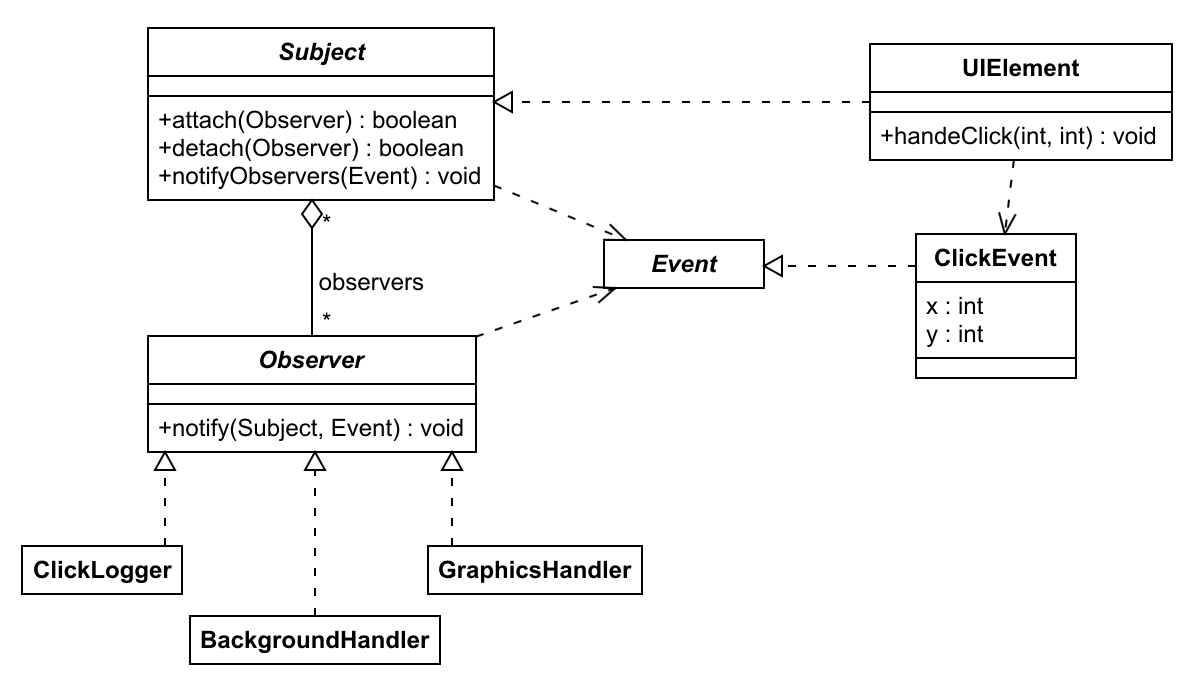 Subject
+attach(Observer) : boolean
+detach(Observer) : boolean
+notifyObservers(Event) : void
UIElement
+handeClick(int, int) : void
*
observers
*
Event
ClickEvent
x : int
y : int
Observer
+notify(Subject, Event) : void
ClickLogger
GraphicsHandler
BackgroundHandler